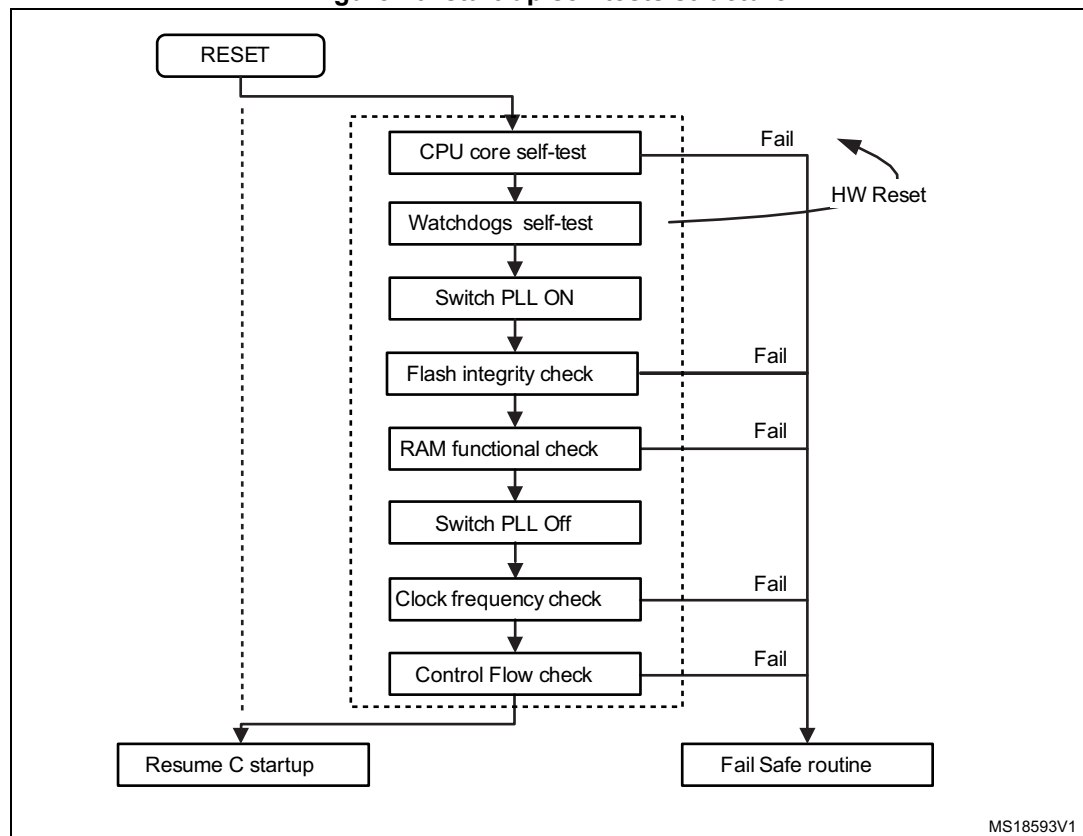 RESET
CPU core self-test
Fail
HW Reset
Watchdogs self-test
Switch PLL ON
Flash integrity check
Fail
RAM functional check
Fail
Switch PLL Off
Clock frequency check
Fail
Control Flow check
Fail
Resume C startup
Fail Safe routine
MS18593V1